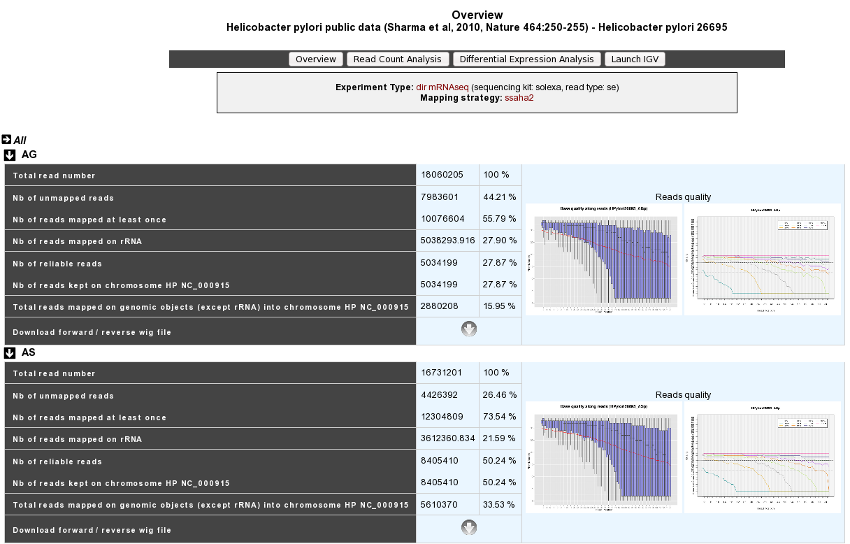 Overview
Helicobacter pylori public data (Sharma et al, 2010, Nature 464:250-255) - Helicobacter pylori 26695
Overview Read Count Analysis Differential Expression Analysis Launch IGV
Experiment Type: dir mRNAseq (sequencing kit: solexa, read type: se)
Mapping strategy: ssaha2
All
AG
Total read number 18060205 100 %
Nb of unmapped reads 7983601 44.21 %
Nb of reads mapped at least once 10076604 55.79 %
Nb of reads mapped on rRNA 5038293.916 27.90 %
Nb of reliable reads 5034199 27.87 %
Nb of reads kept on chromosome HP NC_000915 5034199 27.87 %
Total reads mapped on genomic objects (except rRNA) into chromosome HP NC_000915 2880208 15.95 %
Download forward / reverse wig file
Reads quality
AS
Total read number 16731201 100 %
Nb of unmapped reads 4426392 26.46 %
Nb of reads mapped at least once 12304809 73.54 %
Nb of reads mapped on rRNA 3612360.834 21.59 %
Nb of reliable reads 8405410 50.24 %
Nb of reads kept on chromosome HP NC_000915 8405410 50.24 %
Total reads mapped on genomic objects (except rRNA) into chromosome HP NC_000915 5610370 33.53 %
Download forward / reverse wig file
Reads quality